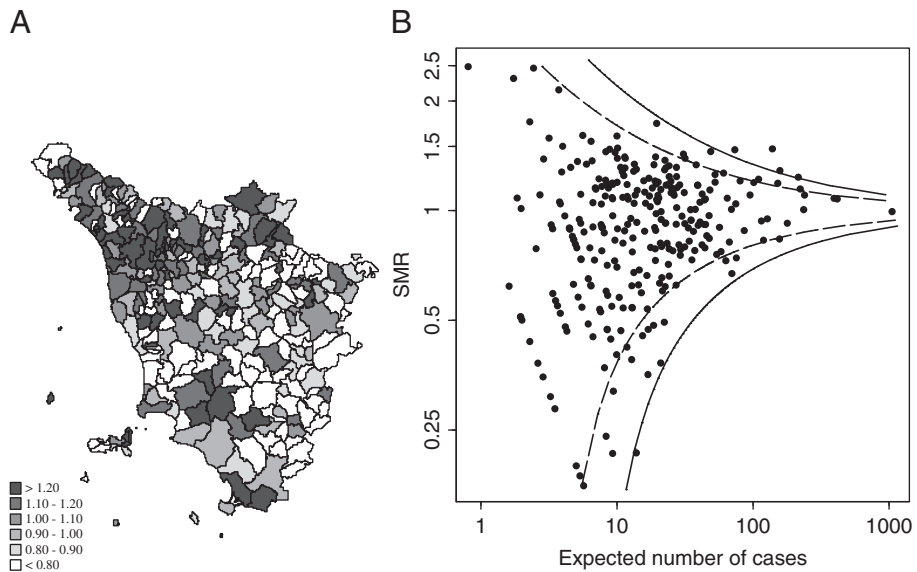 A
> 1.20
1.10 - 1.20
1.00 - 1.10
0.90 - 1.00
0.80 - 0.90
< 0.80
B
SMR
2.5
2
1.5
1
0.5
0.25
1 10 100 1000
Expected number of cases